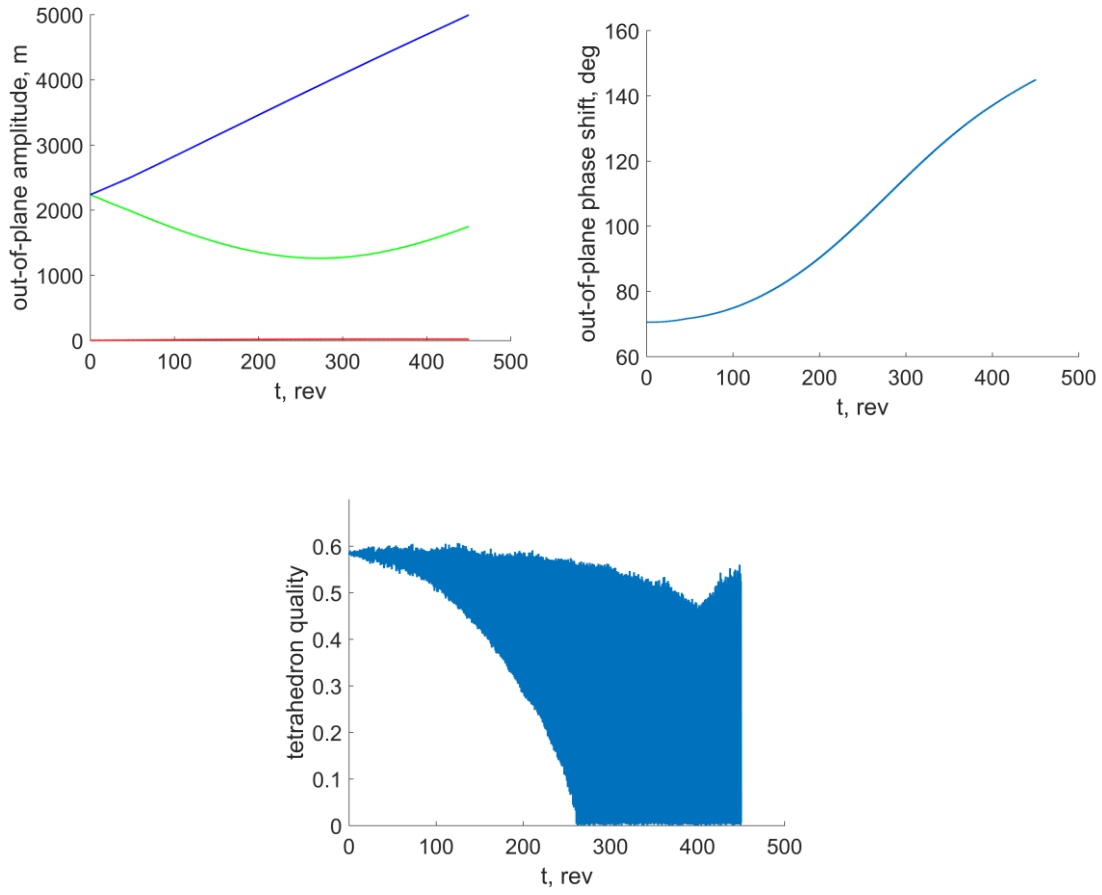 out-of-plane amplitude, m
5000
4000
3000
2000
1000
0
0 100 200 300 400 500
t, rev
out-of-plane phase shift, deg
160
140
120
100
80
60
0 100 200 300 400 500
t, rev
tetrahedron quality
0.6
0.5
0.4
0.3
0.2
0.1
0
0 100 200 300 400 500
t, rev